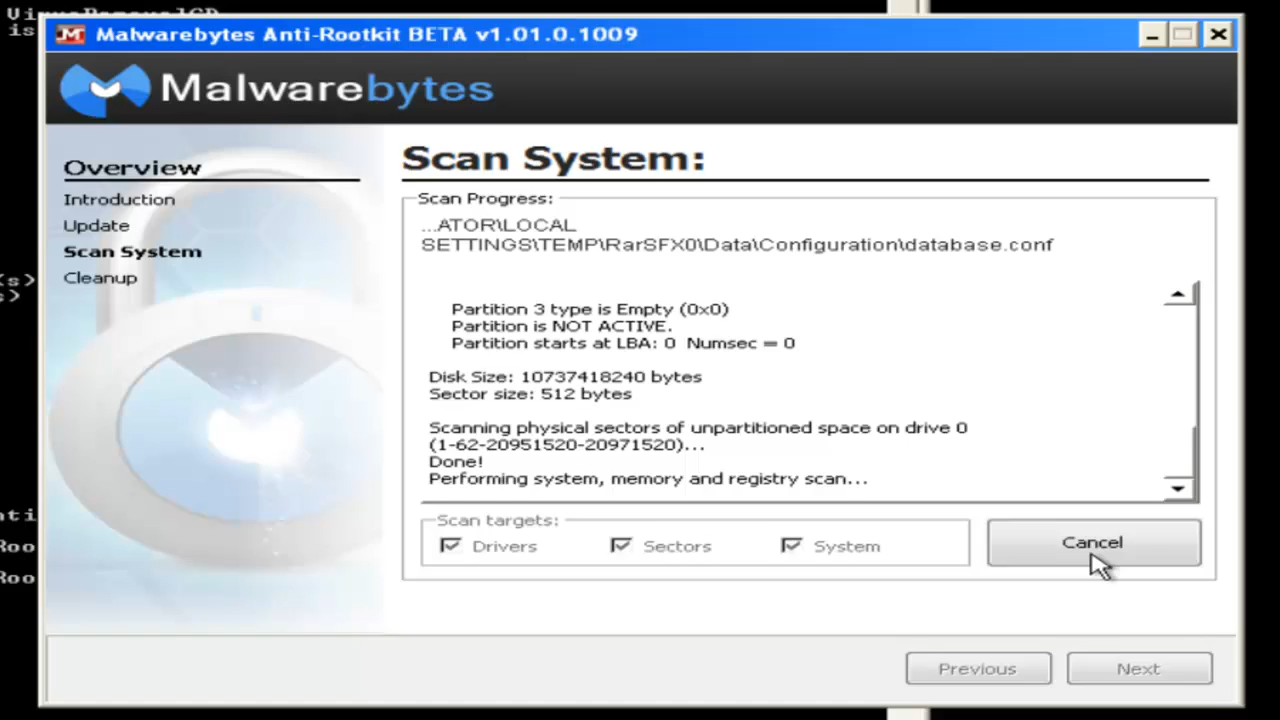 is
Malwarebytes Anti-Rootkit BETA v1.01.0.1009
Malwarebytes
Overview
Introduction
Update
Scan System
Cleanup
Scan System:
Scan Progress:
...ATOR\LOCAL
SETTINGS\TEMP\RarSFX0\Data\Configuration\database.conf
Partition 3 type is Empty (0x0)
Partition is NOT ACTIVE.
Partition starts at LBA: 0 Numsec = 0
Disk Size: 10737418240 bytes
Sector size: 512 bytes
Scanning physical sectors of unpartitioned space on drive 0
(1-62-20951520-20971520)...
Done!
Performing system, memory and registry scan...
Scan targets:
Drivers Sectors System
Cancel
(s>
s>
nti
Roo
Roo
Previous Next